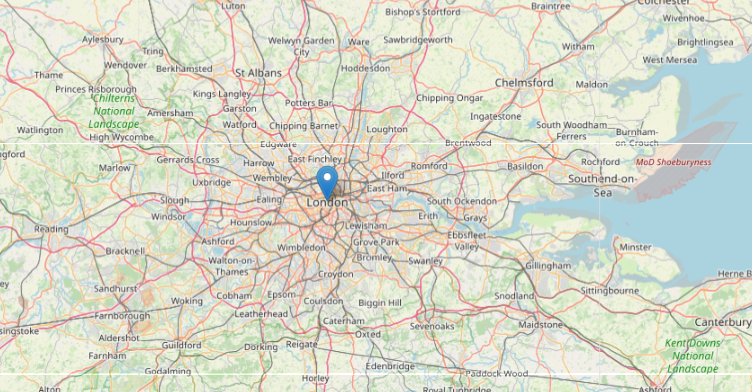 Luton
Bishop's Stortford
Braintree
Colchester
Wivenhoe
Aylesbury
Tring
Welwyn Garden
City
Ware
Sawbridgeworth
Witham
Brightlingsea
Wendover
Berkhamsted
St Albans
Hoddesdon
West Mersea
Thame
Chelmsford
Maldon
Princes Risborough
Chilterns
National
Landscape
Kings Langley
Garston
Potters Bar
Chipping Ongar
Amersham
Watford
Chipping Barnet
Loughton
Ingatestone
South Woodham
Ferrers
Burnham-
on-Crouch
Watlington
High Wycombe
Edgware
Brentwood
Gerrards Cross
Harrow
East Finchley
Romford
Basildon
Rochford
MoD Shoeburyness
Marlow
Uxbridge
Wembley
Ilford
Southend-on-
Sea
East Ham
Slough
Ealing
London
South Ockendon
Windsor
Erith
Grays
Reading
Hounslow
Lewisham
Ashford
Grove Park
Ebbsfleet
Valley
Bracknell
Wimbledon
Bromley
Swanley
Minster
Walton-on-
Thames
Gillingham
Croydon
Herne B
Sandhurst
Woking
Cobham
Epsom
Coulsdon
Biggin Hill
Snodland
Sittingbourne
Farnborough
Leatherhead
Caterham
Sevenoaks
Maidstone
Canterbury
singstoke
Aldershot
Oxted
Farnham
Guildford
Dorking
Reigate
Kent Downs
National
Landscape
Godalming
Edenbridge
Paddock Wood
Alton
Horley
Royal Tunbridge